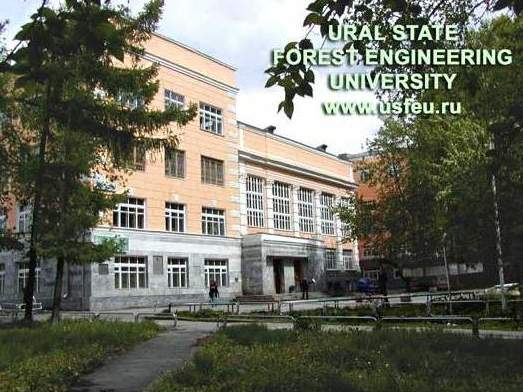 URAL STATE
FOREST ENGINEERING
UNIVERSITY
www.usfeu.ru